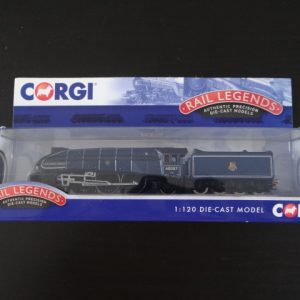 CORGI
RAIL LEGENDS
AUTHENTIC PRECISION
DIE-CAST MODELS
RAIL LEGENDS
AUTHENTIC PRECISION
DIE-CAST MODELS
1:120 DIE-CAST MODEL
CORGI